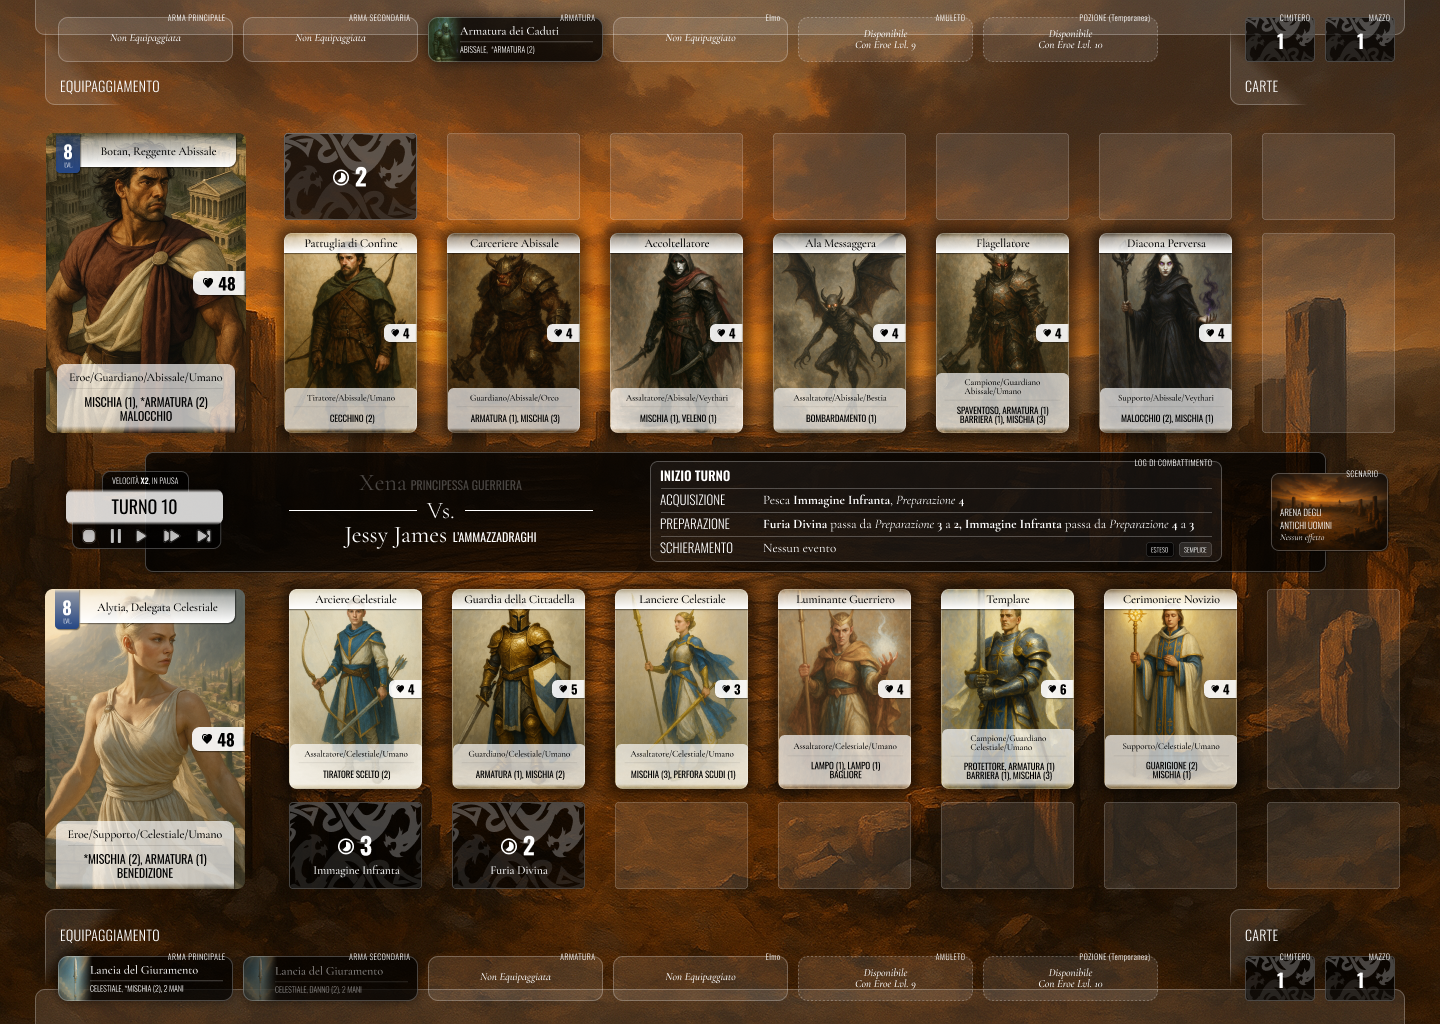 ARMA PRINCIPALE
Non Equipaggiata
ARMA SECONDARIA
Non Equipaggiata
ARMATURA
Armatura dei Caduti
ABISSALE, *ARMATURA (2)
Elmo
Non Equipaggiato
AMULETO
Disponibile
Con Eroe Lvl. 9
POZIONE (Temporanea)
Disponibile
Con Eroe Lvl. 10
CIMITERO
1
MAZZO
1
EQUIPAGGIAMENTO
CARTE
8
LVL.
Botan, Reggente Abissale
48
Eroe/Guardiano/Abissale/Umano
MISCHIA (1), *ARMATURA (2)
MALOCCHIO
2
Pattuglia di Confine
4
Tiratore/Abissale/Umano
CECCHINO (2)
Carceriere Abissale
4
Guardiano/Abissale/Orco
ARMATURA (1), MISCHIA (3)
Accoltellatore
4
Assaltatore/Abissale/Veythari
MISCHIA (1), VELENO (1)
Ala Messaggera
4
Assaltatore/Abissale/Bestia
BOMBARDAMENTO (1)
Flagellatore
4
Campione/Guardiano
Abissale/Umano
SPAVENTOSO, ARMATURA (1)
BARRIERA (1), MISCHIA (3)
Diacona Perversa
4
Supporto/Abissale/Veythari
MALOCCHIO (2), MISCHIA (1)
VELOCITÀ X2, IN PAUSA
TURNO 10
Xena PRINCIPESSA GUERRIERA
Vs.
Jessy James L'AMMAZZADRAGHI
LOG DI COMBATTIMENTO
INIZIO TURNO
ACQUISIZIONE Pesca Immagine Infranta, Preparazione 4
PREPARAZIONE Furia Divina passa da Preparazione 3 a 2, Immagine Infranta passa da Preparazione 4 a 3
SCHIERAMENTO Nessun evento
ESTESO SEMPLICE
SCENARIO
ARENA DEGLI
ANTICHI UOMINI
Nessun effetto
8
LVL.
Alytia, Delegata Celestiale
48
Eroe/Supporto/Celestiale/Umano
*MISCHIA (2), ARMATURA (1)
BENEDIZIONE
Arciere Celestiale
4
Assaltatore/Celestiale/Umano
TIRATORE SCELTO (2)
Guardia della Cittadella
5
Guardiano/Celestiale/Umano
ARMATURA (1), MISCHIA (2)
Lanciere Celestiale
3
Assaltatore/Celestiale/Umano
MISCHIA (3), PERFORA SCUDI (1)
Luminante Guerriero
4
Assaltatore/Celestiale/Umano
LAMPO (1), LAMPO (1)
BAGLIORE
Templare
6
Campione/Guardiano
Celestiale/Umano
PROTETTORE, ARMATURA (1)
BARRIERA (1), MISCHIA (3)
Cerimoniere Novizio
4
Supporto/Celestiale/Umano
GUARIGIONE (2)
MISCHIA (1)
3
Immagine Infranta
2
Furia Divina
EQUIPAGGIAMENTO
CARTE
ARMA PRINCIPALE
Lancia del Giuramento
CELESTIALE, *MISCHIA (2), 2 MANI
ARMA SECONDARIA
Lancia del Giuramento
CELESTIALE, DANNO (2), 2 MANI
ARMATURA
Non Equipaggiata
Elmo
Non Equipaggiato
AMULETO
Disponibile
Con Eroe Lvl. 9
POZIONE (Temporanea)
Disponibile
Con Eroe Lvl. 10
CIMITERO
1
MAZZO
1